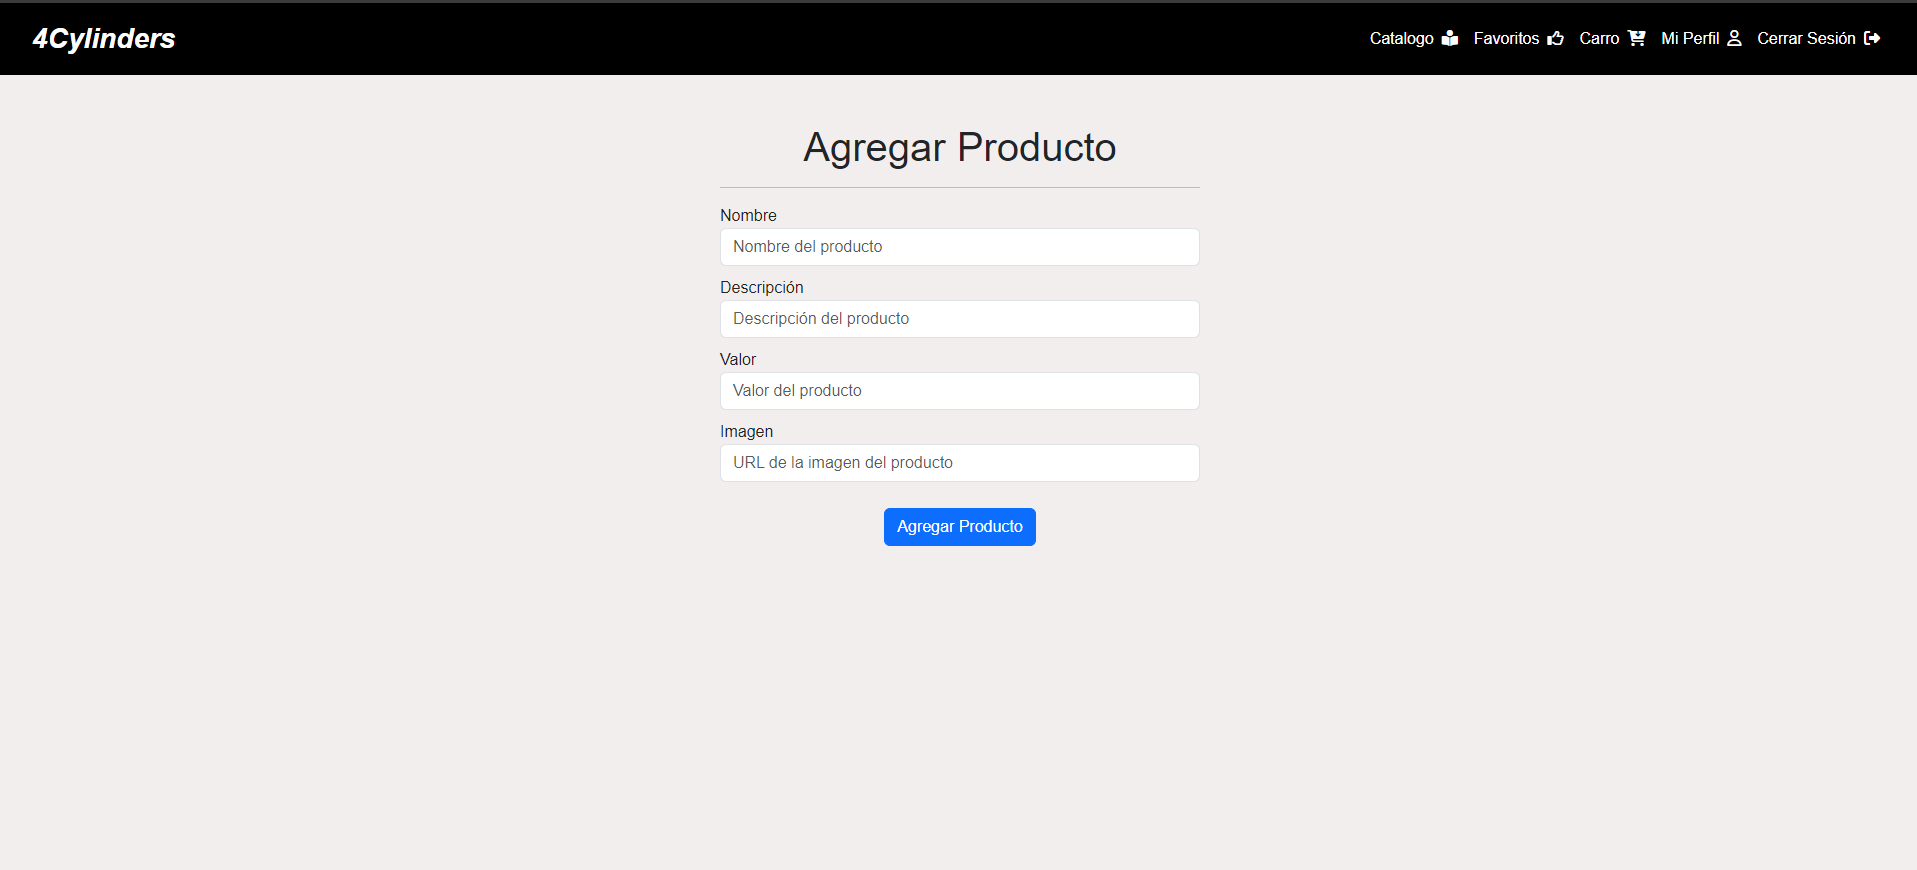 4Cylinders
Catalogo Favoritos Carro Mi Perfil Cerrar Sesión
Agregar Producto
Nombre
Nombre del producto
Descripción
Descripción del producto
Valor
Valor del producto
Imagen
URL de la imagen del producto
Agregar Producto